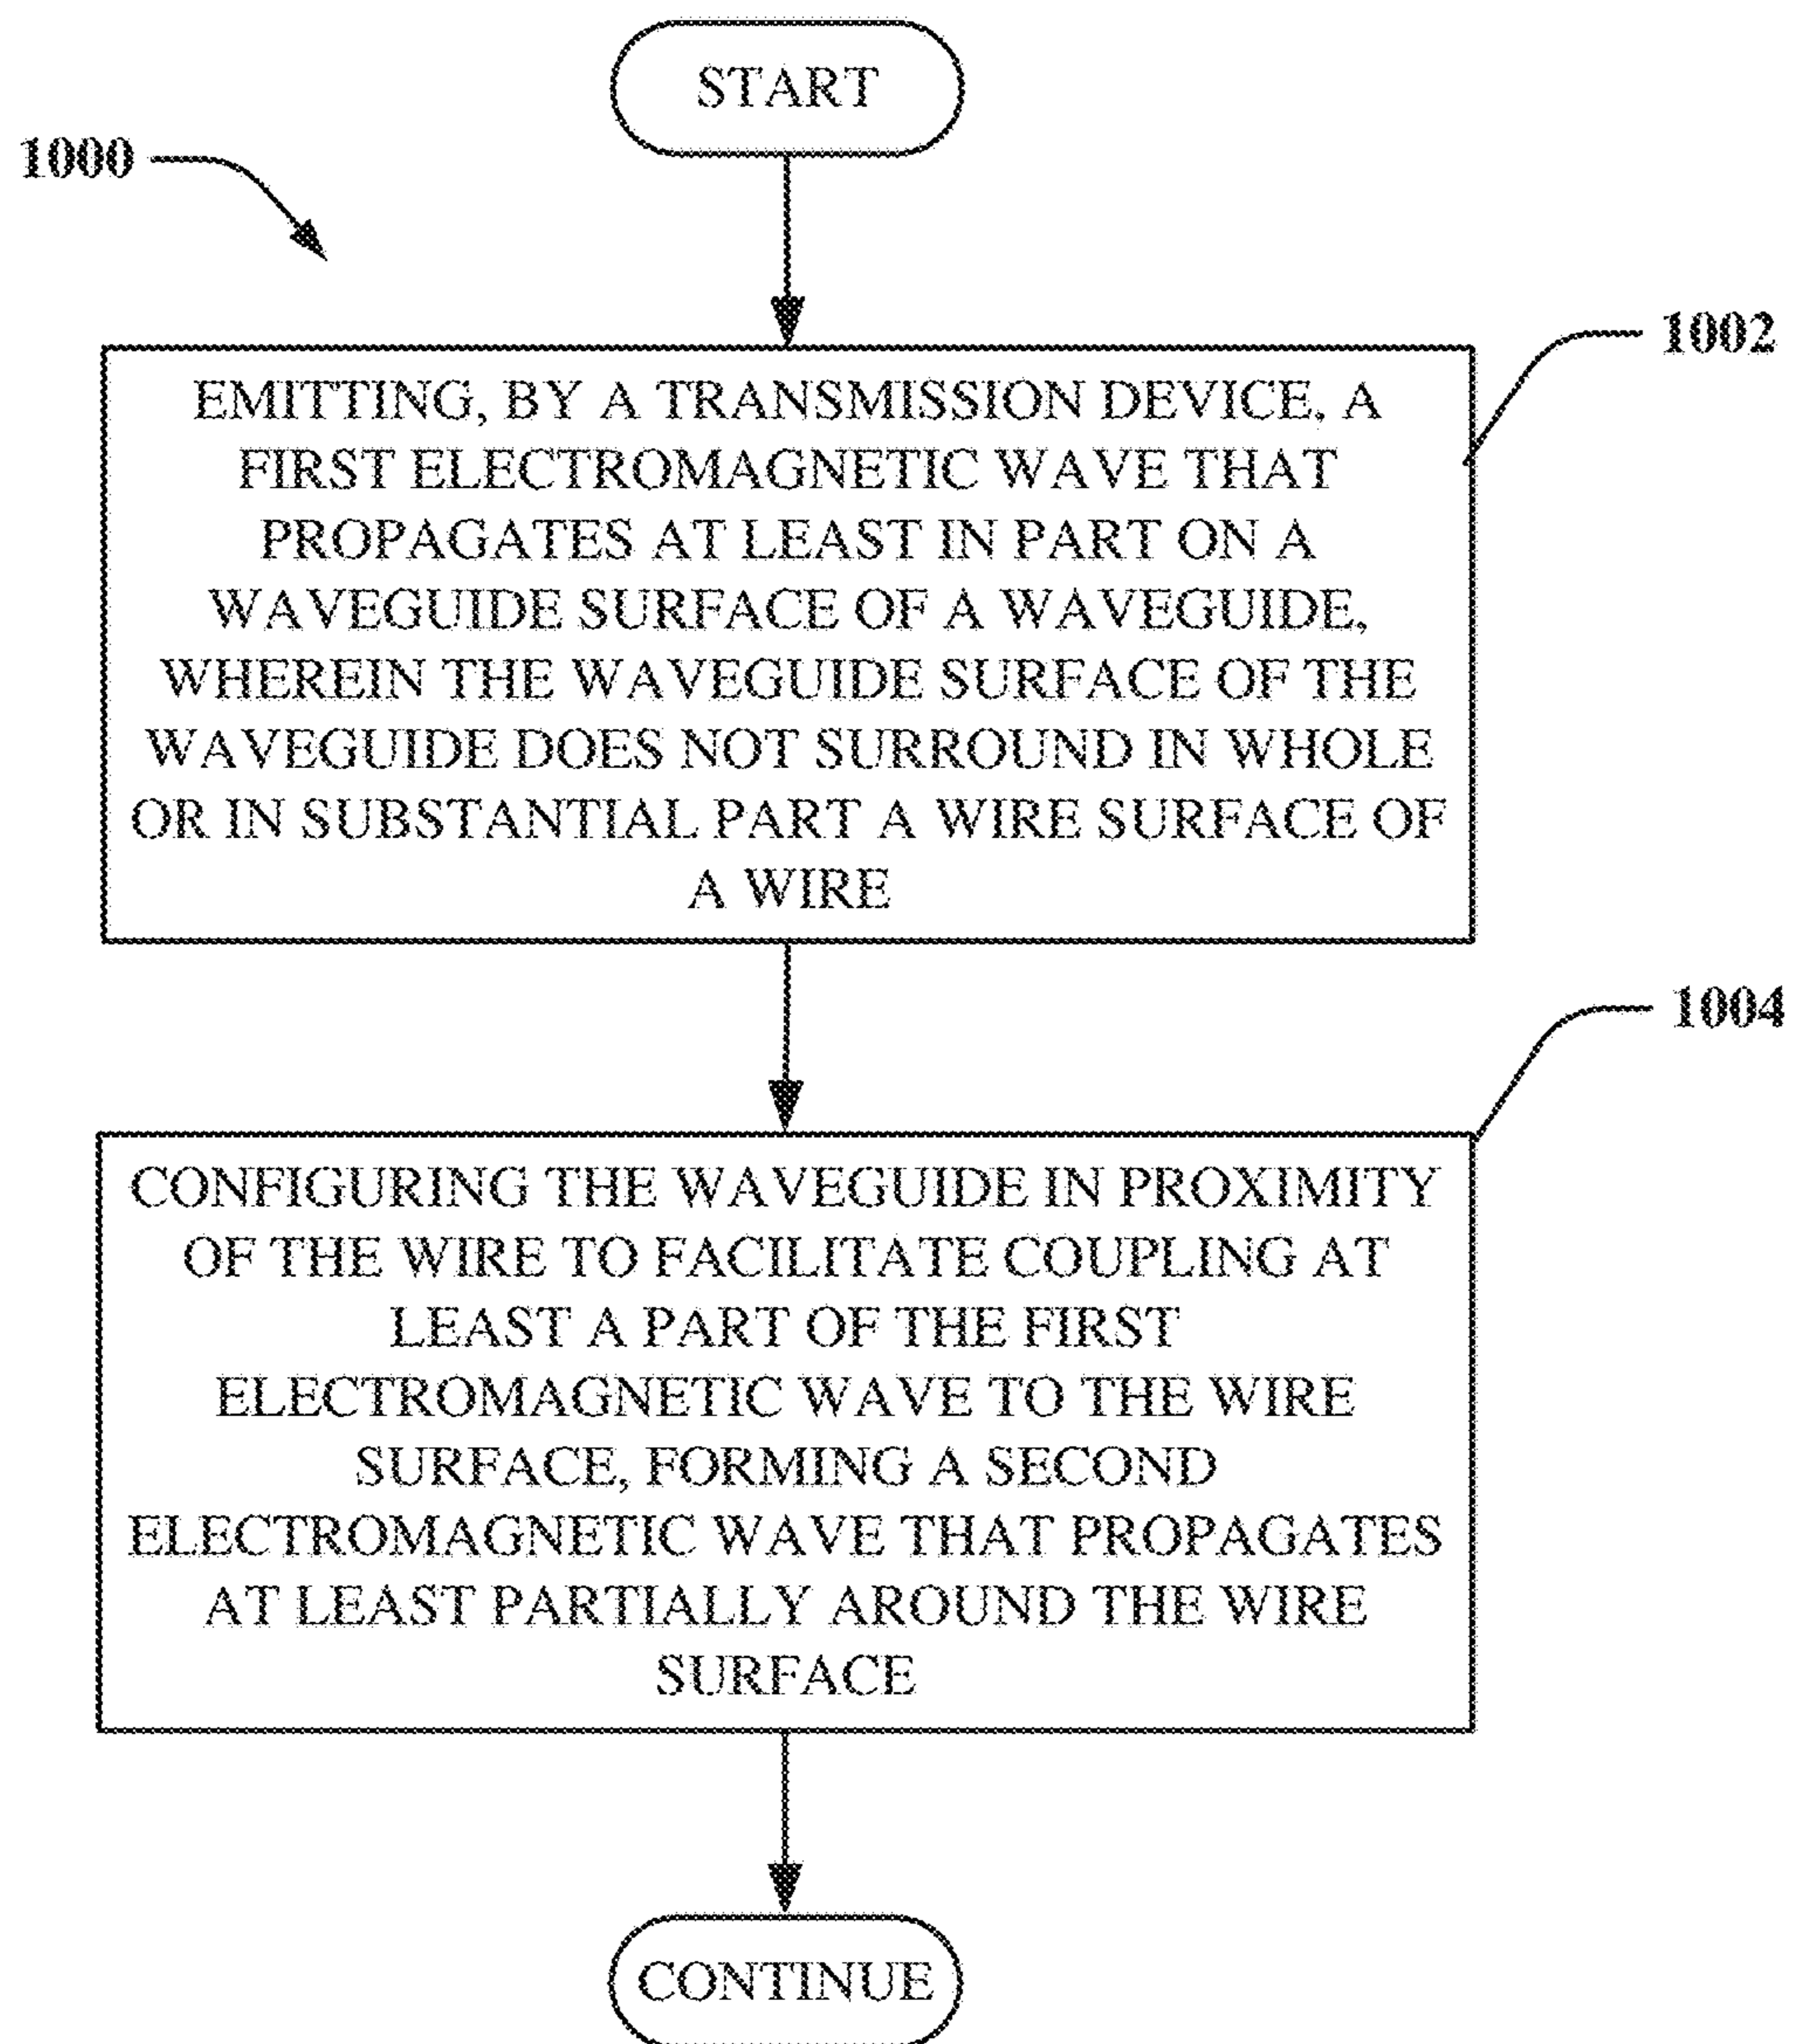 START
1000
1002
EMITTING, BY A TRANSMISSION DEVICE, A
FIRST ELECTROMAGNETIC WAVE THAT
PROPAGATES AT LEAST IN PART ON A
WAVEGUIDE SURFACE OF A WAVEGUIDE,
WHEREIN THE WAVEGUIDE SURFACE OF THE
WAVEGUIDE DOES NOT SURROUND IN WHOLE
OR IN SUBSTANTIAL PART A WIRE SURFACE OF
A WIRE
1004
CONFIGURING THE WAVEGUIDE IN PROXIMITY
OF THE WIRE TO FACILITATE COUPLING AT
LEAST A PART OF THE FIRST
ELECTROMAGNETIC WAVE TO THE WIRE
SURFACE, FORMING A SECOND
ELECTROMAGNETIC WAVE THAT PROPAGATES
AT LEAST PARTIALLY AROUND THE WIRE
SURFACE
CONTINUE